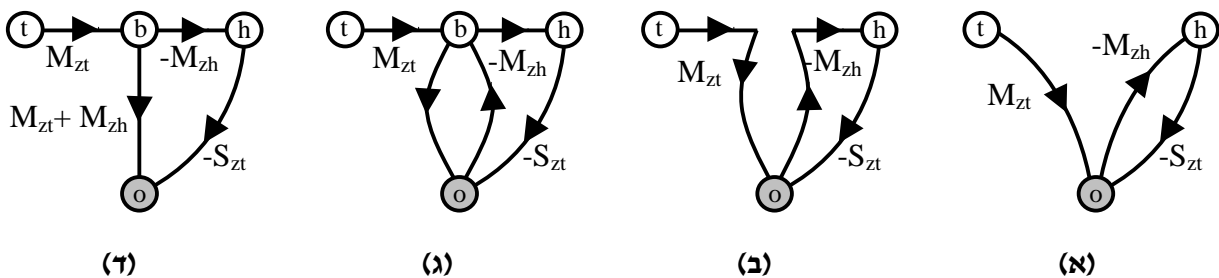 t b h M_zt -M_zh M_zt+ M_zh -S_zt o
t b h M_zt -M_zh -S_zt o
t h M_zt -M_zh -S_zt o
t h -M_zh M_zt -S_zt o
(ד) (ג) (ב) (א)